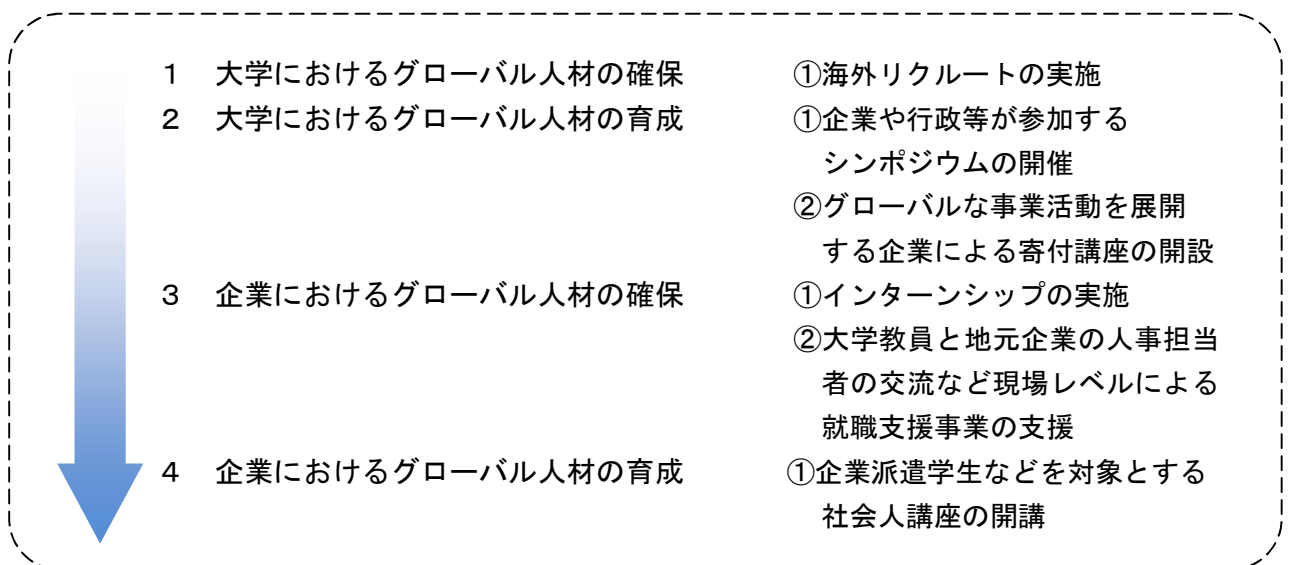 1 大学におけるグローバル人材の確保 ①海外リクルートの実施
2 大学におけるグローバル人材の育成 ①企業や行政等が参加する
シンポジウムの開催
②グローバルな事業活動を展開
する企業による寄付講座の開設
3 企業におけるグローバル人材の確保 ①インターンシップの実施
②大学教員と地元企業の人事担当
者の交流など現場レベルによる
就職支援事業の支援
4 企業におけるグローバル人材の育成 ①企業派遣学生などを対象とする
社会人講座の開講